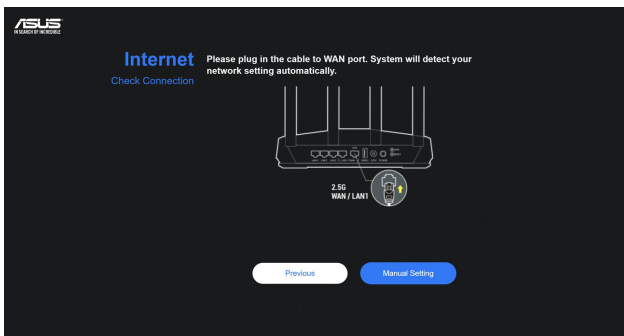 ASUS
IN SEARCH OF INCREDIBLE
Internet
Check Connection
Please plug in the cable to WAN port. System will detect your
network setting automatically.
2.5G
WAN / LAN1
Previous
Manual Setting